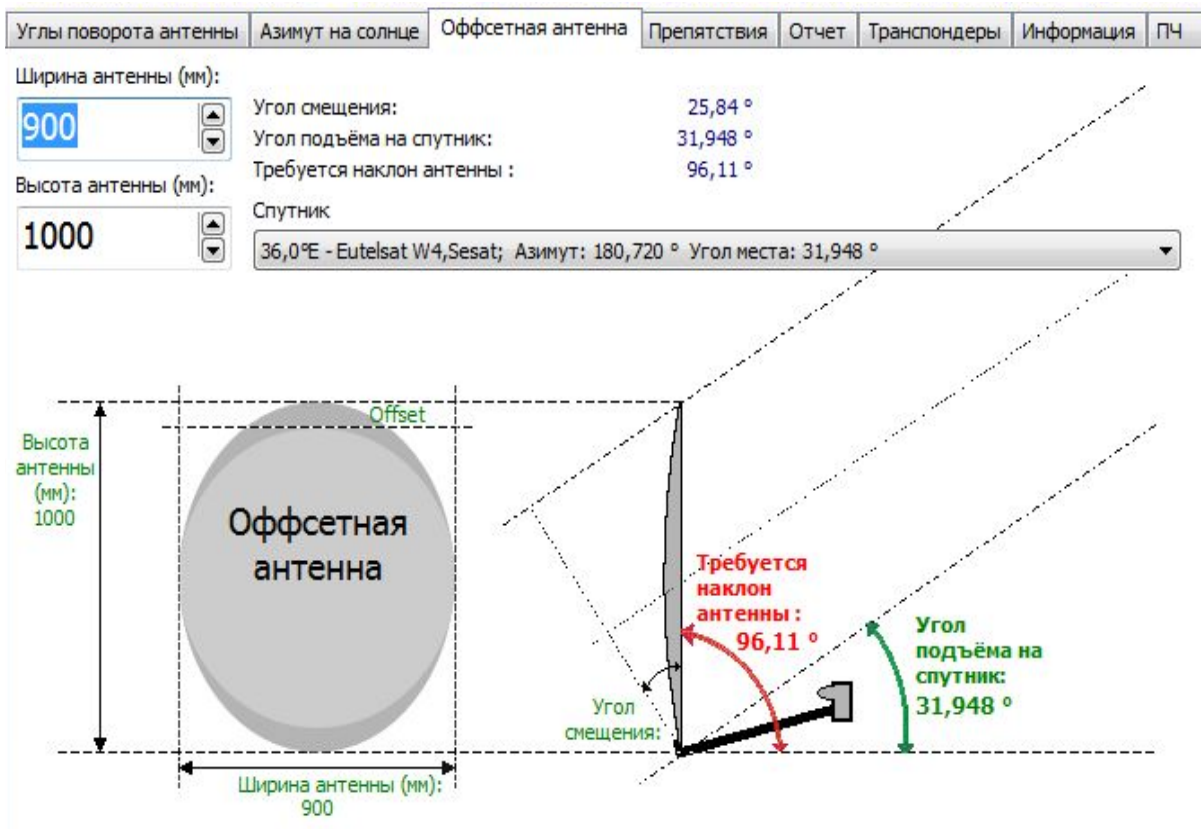 Углы поворота антенны Азимут на солнце Оффсетная антенна Препятствия Отчет Транспондеры Информация ПЧ
Ширина антенны (мм):
900
Угол смещения: 25,84 °
Угол подъёма на спутник: 31,948 °
Требуется наклон антенны : 96,11 °
Высота антенны (мм):
1000
Спутник
36,0°E - Eutelsat W4,Sesat; Азимут: 180,720 ° Угол места: 31,948 °
Offset
Высота
антенны
(мм):
1000
Оффсетная
антенна
Ширина антенны (мм):
900
Требуется
наклон
антенны :
96,11 °
Угол
смещения:
Угол
подъёма на
спутник:
31,948 °